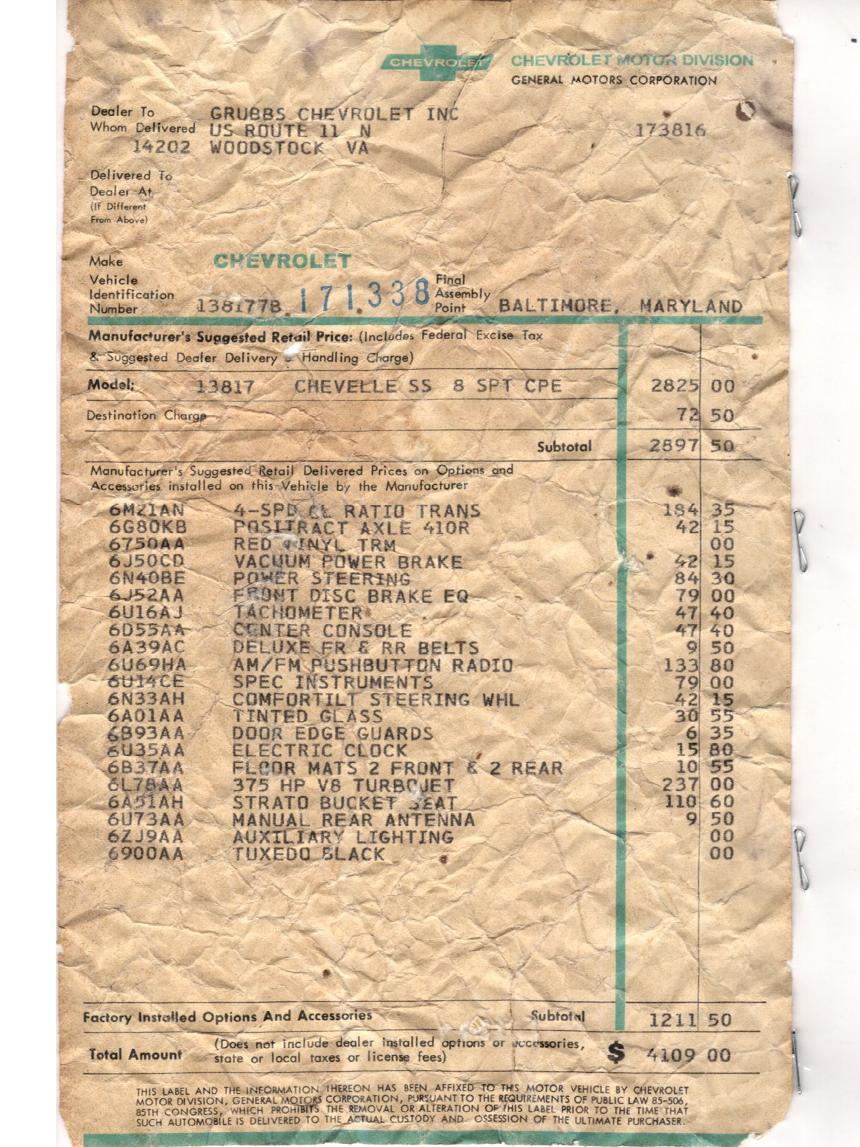 CHEVROLET CHEVROLET MOTOR DIVISION
GENERAL MOTORS CORPORATION
Dealer To GRUBBS CHEVROLET INC
Whom Delivered US ROUTE 11 N 173816
14202 WOODSTOCK VA
Delivered To
Dealer At
(If Different
From Above)
Make CHEVROLET
Vehicle Final
Identification Assembly
Number 138177B 171338 Point BALTIMORE, MARYLAND
Manufacturer's Suggested Retail Price: (Includes Federal Excise Tax
& Suggested Dealer Delivery & Handling Charge)
Model: 13817 CHEVELLE SS 8 SPT CPE 2825 00
Destination Charge 72 50
Subtotal 2897 50
Manufacturer's Suggested Retail Delivered Prices on Options and
Accessories installed on this Vehicle by the Manufacturer
6M21AN 4-SPD CL RATIO TRANS 184 35
6G80KB POSITRACT AXLE 410R 42 15
6750AA RED VINYL TRM 00
6J50CD VACUUM POWER BRAKE 42 15
6N40BE POWER STEERING 84 30
6J52AA FRONT DISC BRAKE EQ 79 00
6U16AJ TACHOMETER 47 40
6D55AA CENTER CONSOLE 47 40
6A39AC DELUXE FR & RR BELTS 9 50
6U69HA AM/FM PUSHBUTTON RADIO 133 80
6U14CE SPEC INSTRUMENTS 79 00
6N33AH COMFORTILT STEERING WHL 42 15
6A01AA TINTED GLASS 30 55
6B93AA DOOR EDGE GUARDS 6 35
6U35AA ELECTRIC CLOCK 15 80
6B37AA FLOOR MATS 2 FRONT & 2 REAR 10 55
6L78AA 375 HP V8 TURBOJET 237 00
6A51AH STRATO BUCKET SEAT 110 60
6U73AA MANUAL REAR ANTENNA 9 50
6ZJ9AA AUXILIARY LIGHTING 00
6900AA TUXEDO BLACK 00
Factory Installed Options And Accessories Subtotal 1211 50
Total Amount (Does not include dealer installed options or accessories, $ 4109 00
state or local taxes or license fees)
THIS LABEL AND THE INFORMATION THEREON HAS BEEN AFFIXED TO THIS MOTOR VEHICLE BY CHEVROLET
MOTOR DIVISION, GENERAL MOTORS CORPORATION, PURSUANT TO THE REQUIREMENTS OF PUBLIC LAW 85-506,
85TH CONGRESS, WHICH PROHIBITS THE REMOVAL OR ALTERATION OF THIS LABEL PRIOR TO THE TIME THAT
SUCH AUTOMOBILE IS DELIVERED TO THE ACTUAL CUSTODY AND POSSESSION OF THE ULTIMATE PURCHASER.